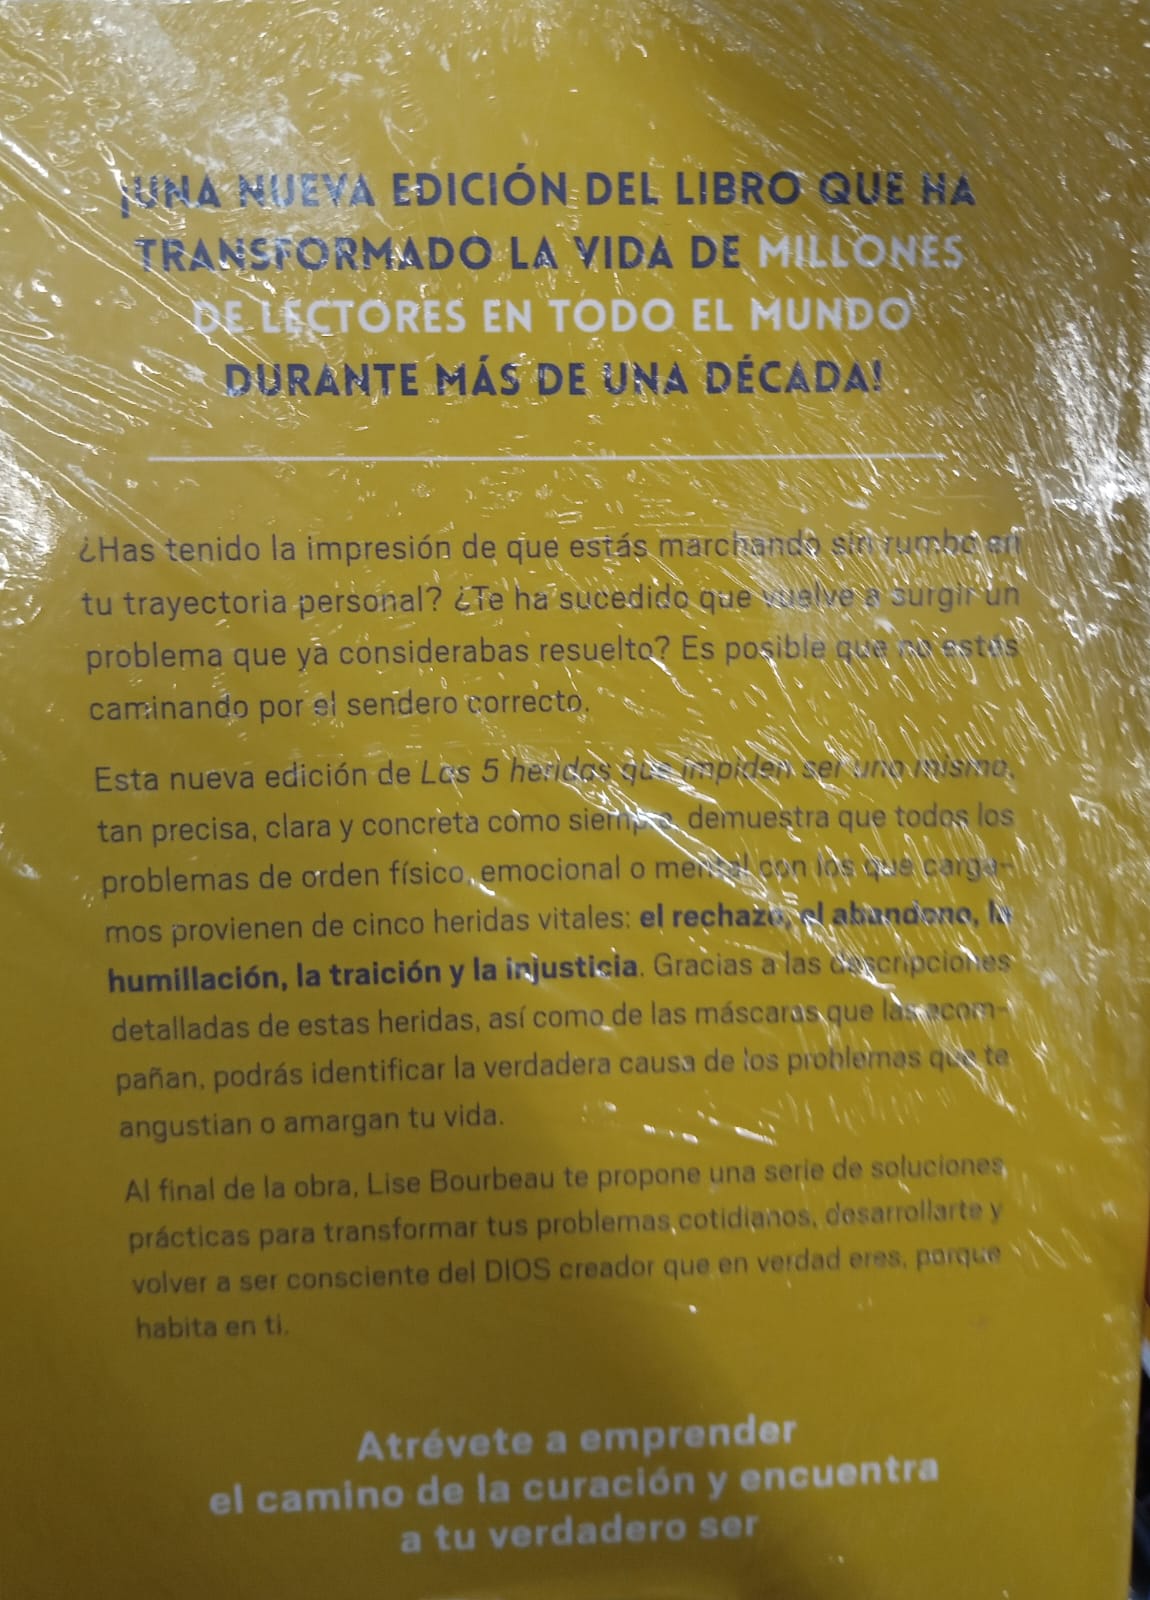 ¡UNA NUEVA EDICIÓN DEL LIBRO QUE HA
TRANSFORMADO LA VIDA DE MILLONES
DE LECTORES EN TODO EL MUNDO
DURANTE MÁS DE UNA DÉCADA!
¿Has tenido la impresión de que estás marchando sin rumbo en
tu trayectoria personal? ¿Te ha sucedido que vuelve a surgir un
problema que ya considerabas resuelto? Es posible que no estés
caminando por el sendero correcto.
Esta nueva edición de Las 5 heridas que impiden ser uno mismo,
tan precisa, clara y concreta como siempre, demuestra que todos los
problemas de orden físico, emocional o mental con los que carga-
mos provienen de cinco heridas vitales: el rechazo, el abandono, la
humillación, la traición y la injusticia. Gracias a las descripciones
detalladas de estas heridas, así como de las máscaras que las acom-
pañan, podrás identificar la verdadera causa de los problemas que te
angustian o amargan tu vida.
Al final de la obra, Lise Bourbeau te propone una serie de soluciones
prácticas para transformar tus problemas cotidianos, desarrollarte y
volver a ser consciente del DIOS creador que en verdad eres, porque
habita en ti.
Atrévete a emprender
el camino de la curación y encuentra
a tu verdadero ser